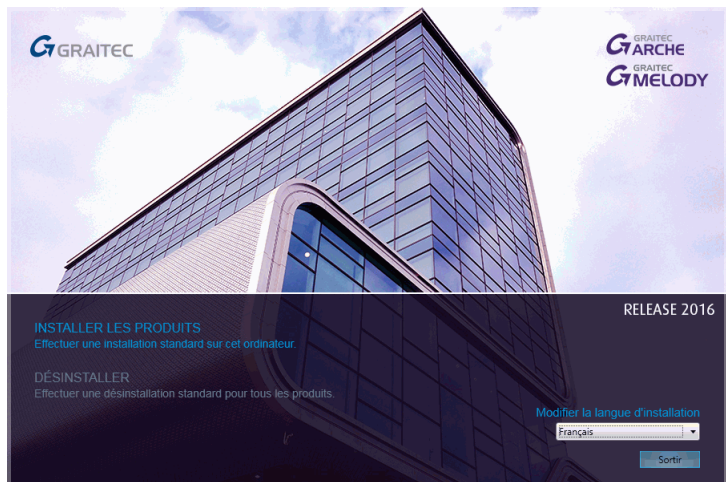 GRAITEC
GRAITEC
ARCHE
GRAITEC
MELODY
RELEASE 2016
INSTALLER LES PRODUITS
Effectuer une installation standard sur cet ordinateur.
DÉSINSTALLER
Effectuer une désinstallation standard pour tous les produits.
Modifier la langue d'installation
Français
Sortir